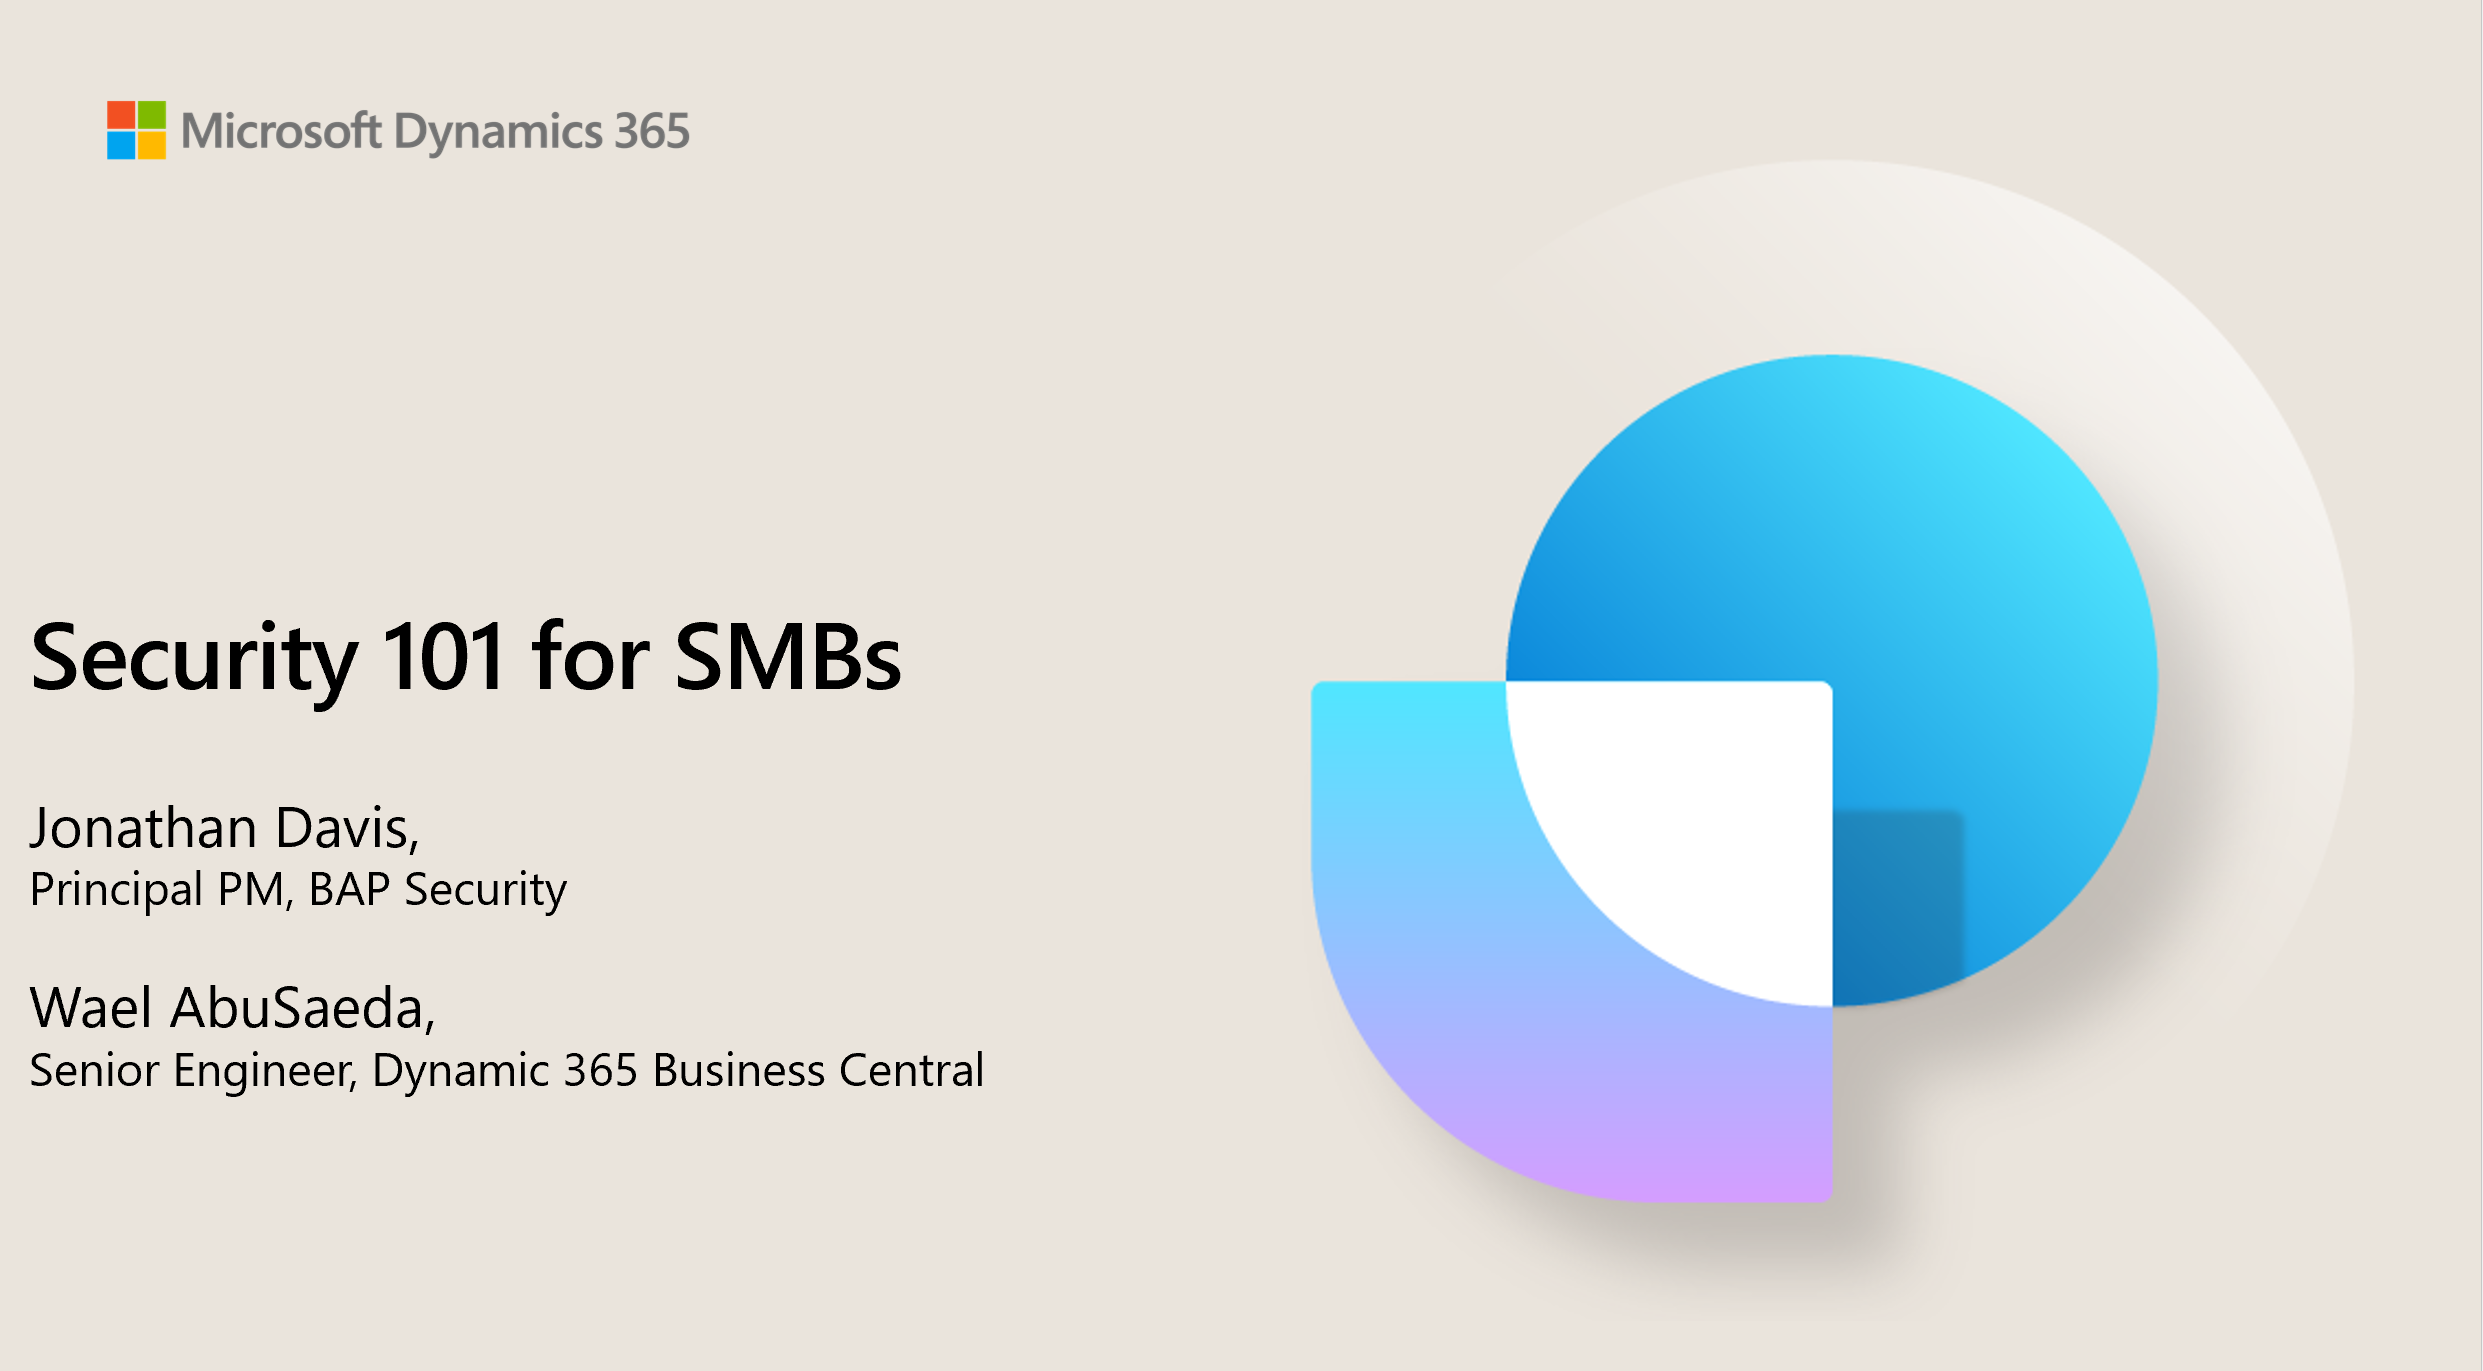 Microsoft Dynamics 365
Security 101 for SMBs
Jonathan Davis,
Principal PM, BAP Security
Wael AbuSaeda,
Senior Engineer, Dynamic 365 Business Central